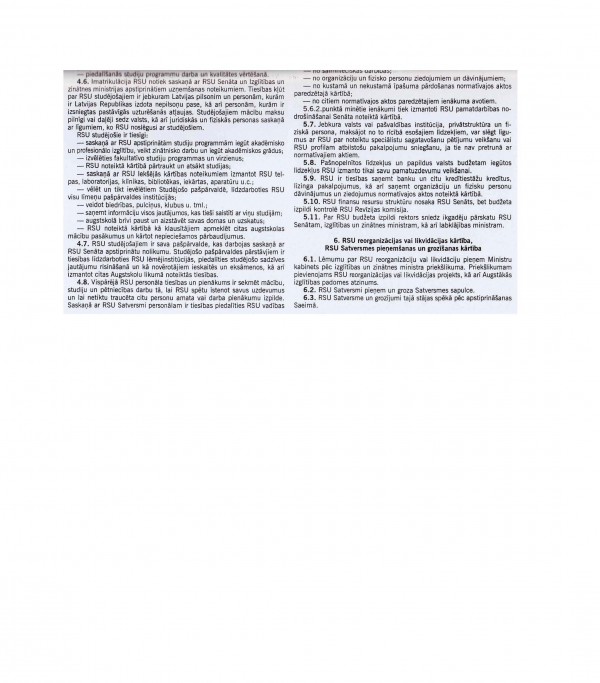 — piedalīšanās studiju programmu darba un kvalitātes vērtēšanā.
4.6. Imatrikulācija RSU notiek saskaņā ar RSU Senāta un Izglītības un
zinātnes ministrijas apstiprinātiem uzņemšanas noteikumiem. Tiesības kļūt
par RSU studējošajiem ir jebkuram Latvijas pilsonim un personām, kurām
ir Latvijas Republikas izdota nepilsoņu pase, kā arī personām, kurām ir
izsniegtas pastāvīgās uzturēšanās atļaujas. Studējošajiem mācību maksu
pilnīgi vai daļēji sedz valsts, kā arī juridiskās un fiziskās personas saskaņā
ar līgumiem, ko RSU noslēgusi ar studējošiem.
RSU studējošie ir tiesīgi:
— saskaņā ar RSU apstiprinātām studiju programmām iegūt akadēmisko
un profesionālo izglītību, veikt zinātnisko darbu un iegūt akadēmiskos grādus;
— izvēlēties fakultatīvo studiju programmas un virzienus;
— RSU noteiktā kārtībā pārtraukt un atsākt studijas;
— saskaņā ar RSU Iekšējās kārtības noteikumiem izmantot RSU tel-
pas, laboratorijas, klīnikas, bibliotēkas, iekārtas, aparatūru u.c.;
— vēlēt un tikt ievēlētiem Studējošo pašpārvaldē, līdzdarboties RSU
visu līmeņu pašpārvaldes institūcijās;
— veidot biedrības, pulciņus, klubus u. tml.;
— saņemt informāciju visos jautājumos, kas tieši saistīti ar viņu studijām;
— augstskolā brīvi paust un aizstāvēt savas domas un uzskatus;
— RSU noteiktā kārtībā kā klausītājiem apmeklēt citas augstskolas
mācību pasākumus un kārtot nepieciešamos pārbaudījumus.
4.7. RSU studējošajiem ir sava pašpārvalde, kas darbojas saskaņā ar
RSU Senāta apstiprinātu nolikumu. Studējošo pašpārvaldes pārstāvjiem ir
tiesības līdzdarboties RSU lēmējinstitūcijās, piedalīties studējošo sadzīves
jautājumu risināšanā un kā novērotājiem ieskaitēs un eksāmenos, kā arī
izmantot citas Augstskolu likumā noteiktās tiesības.
4.8. Vispārējā RSU personāla tiesības un pienākums ir sekmēt mācību,
studiju un pētniecības darbu tā, lai RSU spētu īstenot savus uzdevumus
un lai netiktu traucēta citu personu amata vai darba pienākumu izpilde.
Saskaņā ar RSU Satversmi personālam ir tiesības piedalīties RSU vadības
— no saimnieciskās darbības;
— no organizāciju un fizisko personu ziedojumiem un dāvinājumiem;
— no kustamā un nekustamā īpašuma pārdošanas normatīvajos aktos
paredzētajā kārtībā;
— no citiem normatīvajos aktos paredzētajiem ienākuma avotiem.
5.6.2.punktā minētie ienākumi tiek izmantoti RSU pamatdarbības no-
drošināšanai Senāta noteiktā kārtībā.
5.7. Jebkura valsts vai pašvaldības institūcija, privātstruktūra un fi-
ziskā persona, maksājot no to rīcībā esošajiem līdzekļiem, var slēgt līgu-
mus ar RSU par noteiktu speciālistu sagatavošanu pētījumu veikšanu vai
RSU profilam atbilstošu pakalpojumu sniegšanu, ja tie nav pretrunā ar
normatīvajiem aktiem.
5.8. Pašnopelnītos līdzekļus un papildus valsts budžetam iegūtos
līdzekļus RSU izmanto tikai savu pamatuzdevumu veikšanai.
5.9. RSU ir tiesības saņemt banku un citu kredītiestāžu kredītus,
līzinga pakalpojumus, kā arī saņemt organizāciju un fizisku personu
dāvinājumus un ziedojumus normatīvajos aktos noteiktā kārtībā.
5.10. RSU finansu resursu struktūru nosaka RSU Senāts, bet budžeta
izpildi kontrolē RSU Revīzijas komisija.
5.11. Par RSU budžeta izpildi rektors sniedz ikgadēju pārskatu RSU
Senātam, izglītības un zinātnes ministram, kā arī labklājības ministram.
6. RSU reorganizācijas vai likvidācijas kārtība,
RSU Satversmes pieņemšanas un grozīšanas kārtība
6.1. Lēmumu par RSU reorganizāciju vai likvidāciju pieņem Ministru
kabinets pēc izglītības un zinātnes ministra priekšlikuma. Priekšlikumam
pievienojams RSU reorganizācijas vai likvidācijas projekts, kā arī Augstākās
izglītības padomes atzinums.
6.2. RSU Satversmi pieņem un groza Satversmes sapulce.
6.3. RSU Satversme un grozījumi tajā stājas spēkā pēc apstiprināšanas
Saeimā.